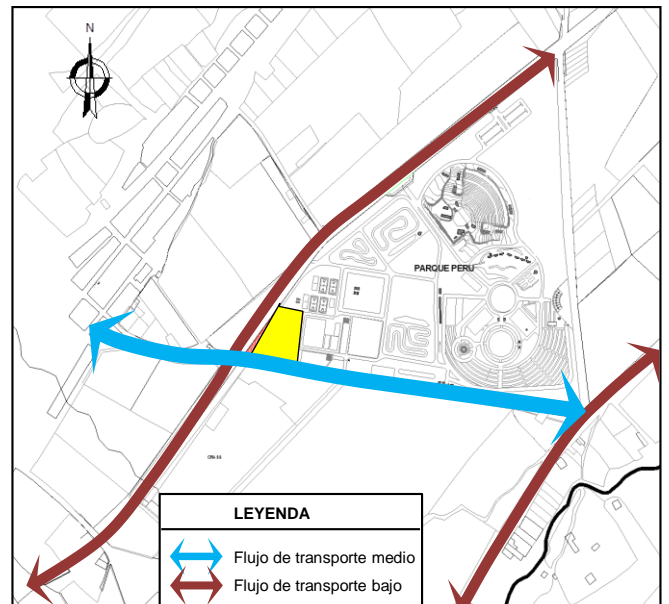 N
PARQUE PERU
LEYENDA
Flujo de transporte medio
Flujo de transporte bajo